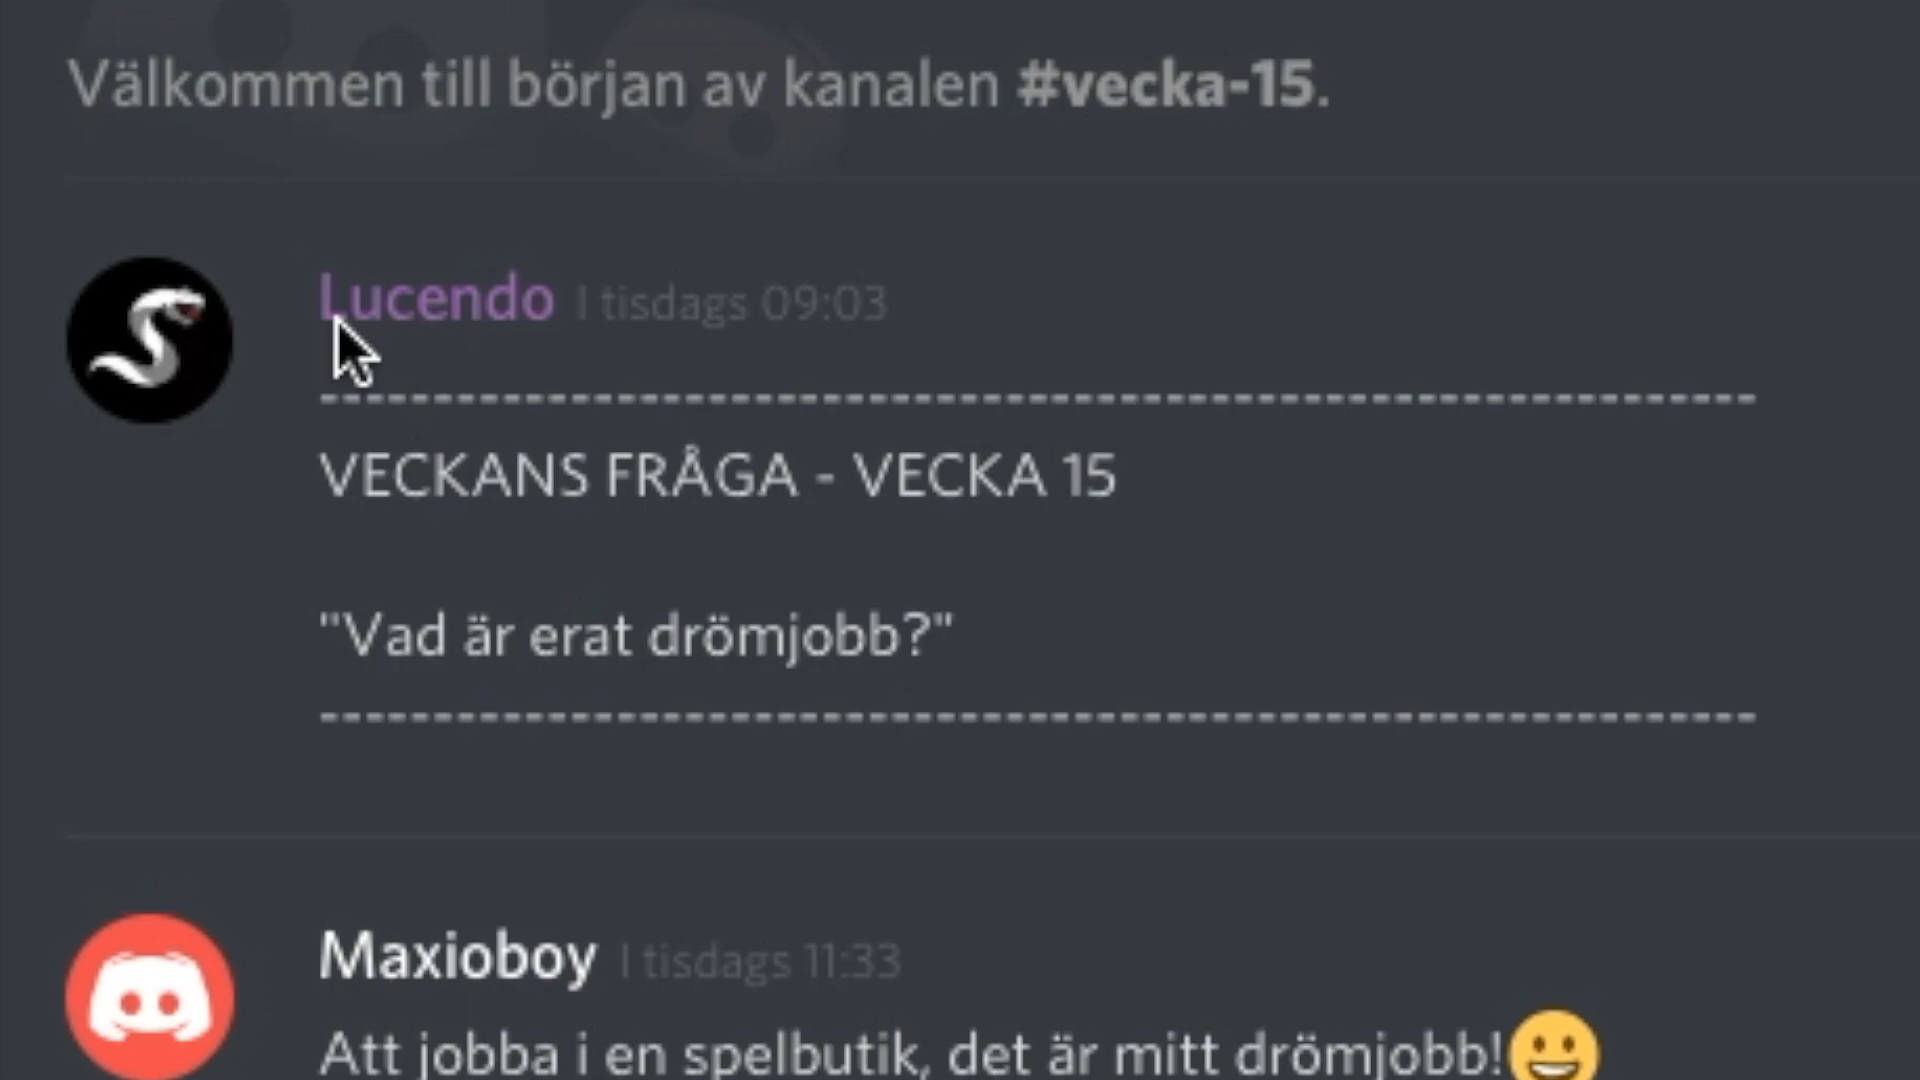 Välkommen till början av kanalen #vecka-15.
Lucendo I tisdags 09:03
--------------------------------------------------------
VECKANS FRÅGA - VECKA 15
"Vad är erat drömjobb?"
--------------------------------------------------------
Maxioboy I tisdags 11:33
Att jobba i en spelbutik, det är mitt drömjobb!😀